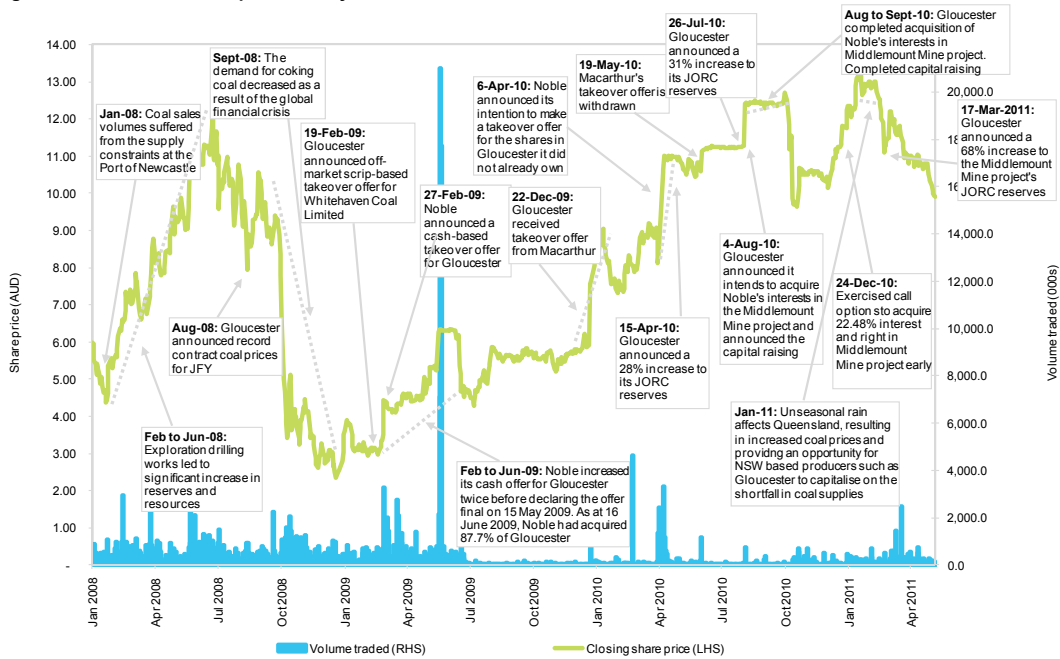 14.00
13.00
12.00
11.00
10.00
9.00
8.00
7.00
6.00
5.00
4.00
3.00
2.00
1.00
-
Share price (AUD)
Jan-08: Coal sales
volumes suffered
from the supply
constraints at the
Port of Newcastle
Sept-08: The
demand for coking
coal decreased as a
result of the global
financial crisis
19-Feb-09:
Gloucester
announced off-
market scrip-based
takeover offer for
Whitehaven Coal
Limited
27-Feb-09:
Noble
announced a
cash-based
takeover offer
for Gloucester
6-Apr-10: Noble
announced its
intention to make
a takeover offer
for the shares in
Gloucester it did
not already own
22-Dec-09:
Gloucester
received
takeover offer
from Macarthur
19-May-10:
Macarthur's
takeover offer is
withdrawn
26-Jul-10:
Gloucester
announced a
31% increase to
its JORC
reserves
Aug to Sept-10: Gloucester
completed acquisition of
Noble's interests in
Middlemount Mine project.
Completed capital raising
17-Mar-2011:
Gloucester
announced a
68% increase to
the Middlemount
Mine project's
JORC reserves
Aug-08: Gloucester
announced record
contract coal prices
for JFY
Feb to Jun-08:
Exploration drilling
works led to
significant increase in
reserves and
resources
Feb to Jun-09: Noble increased
its cash offer for Gloucester
twice before declaring the offer
final on 15 May 2009. As at 16
June 2009, Noble had acquired
87.7% of Gloucester
15-Apr-10:
Gloucester
announced a
28% increase to
its JORC
reserves
4-Aug-10:
Gloucester
announced it
intends to acquire
Noble's interests in
the Middlemount
Mine project and
announced the
capital raising
24-Dec-10:
Exercised call
options to acquire
22.48% interest
and right in
Middlemount
Mine project early
Jan-11: Unseasonal rain
affects Queensland, resulting
in increased coal prices and
providing an opportunity for
NSW based producers such as
Gloucester to capitalise on the
shortfall in coal supplies
20,000.0
14,000.0
12,000.0
10,000.0
8,000.0
6,000.0
4,000.0
2,000.0
0.0
Volume traded (000s)
Jan 2008
Apr 2008
Jul 2008
Oct 2008
Jan 2009
Apr 2009
Jul 2009
Oct 2009
Jan 2010
Apr 2010
Jul 2010
Oct 2010
Jan 2011
Apr 2011
Volume traded (RHS)
Closing share price (LHS)